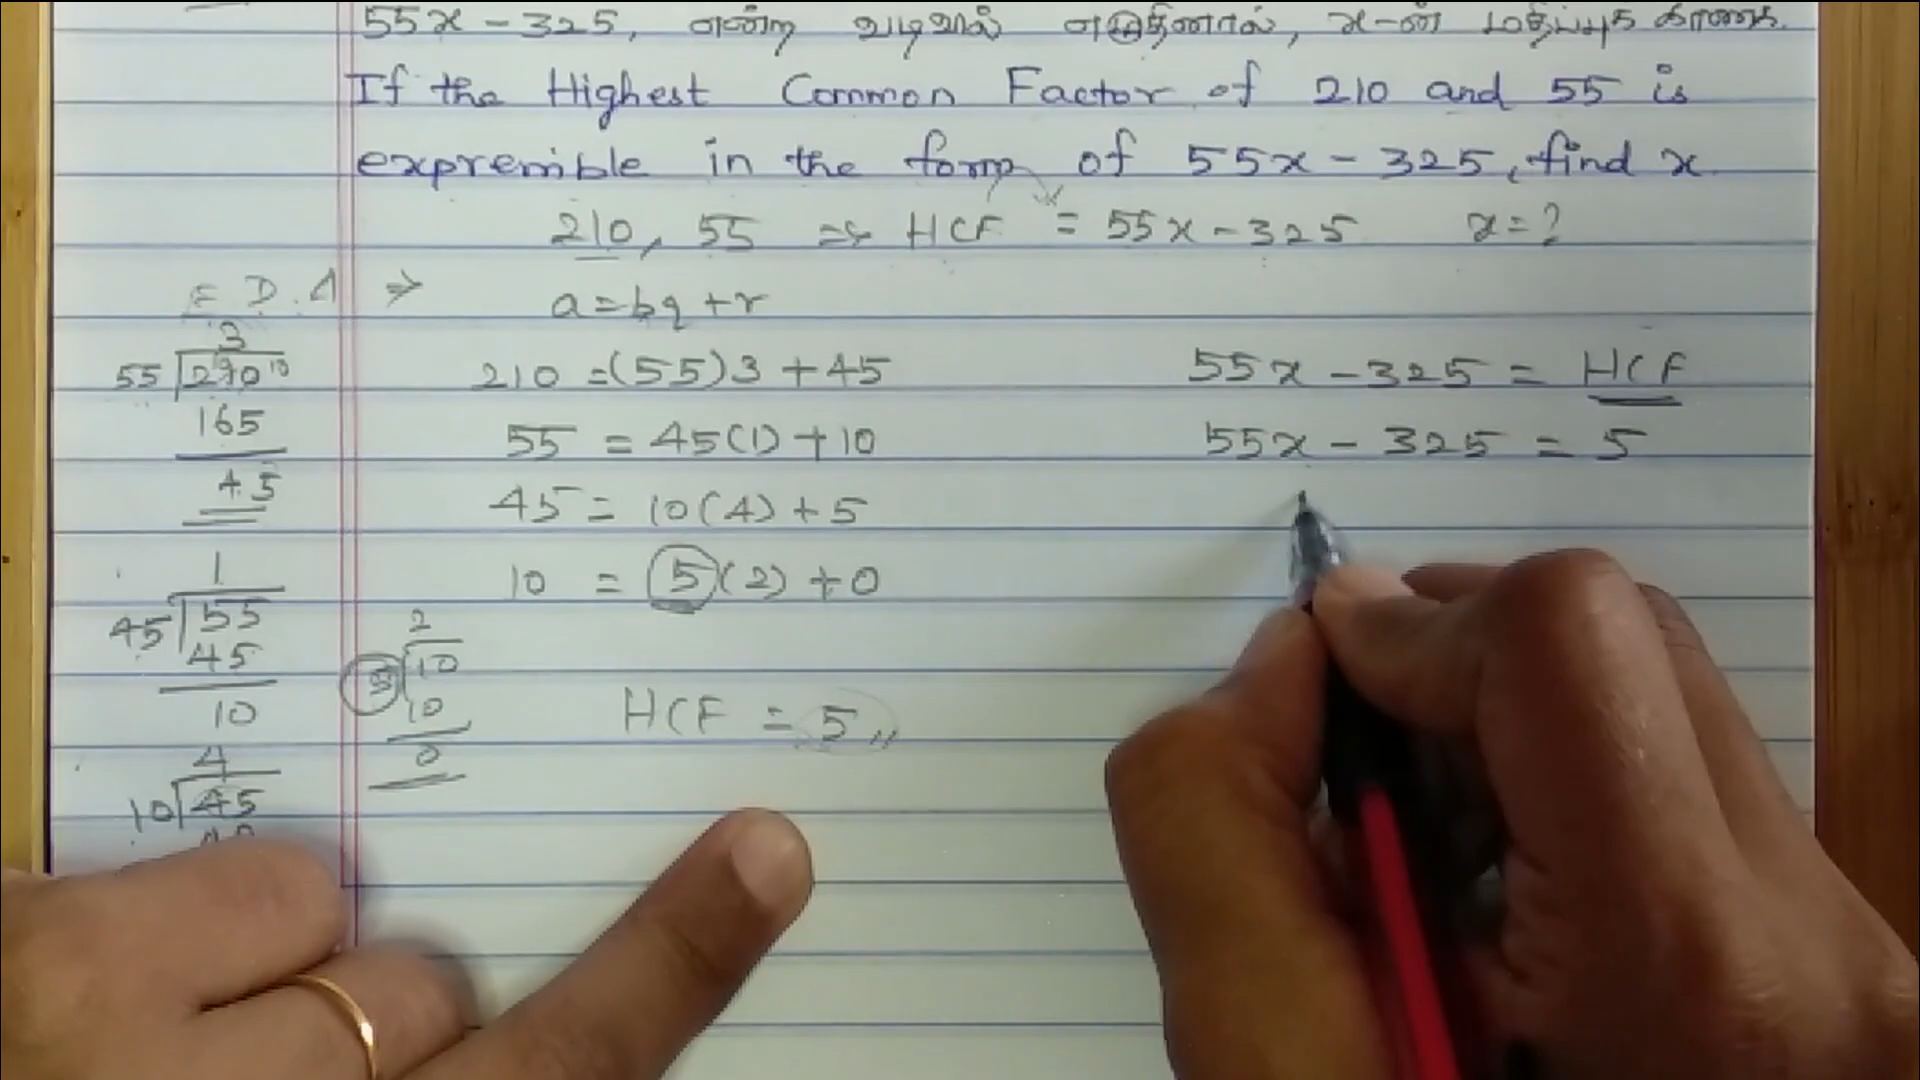 55x - 325, என்ற வடிவில் எழுதினால், x-ன் மதிப்புக் காண்க.
If the Highest Common Factor of 210 and 55 is
expressible in the form of 55x - 325, find x.
210, 55 ⇒ HCF = 55x - 325 x = ?
E.D.A ⇒ a = bq + r
3
55 210 10
165
45
210 = (55)3 + 45
55 = 45(1) + 10
45 = 10(4) + 5
10 = 5(2) + 0
HCF = 5,,
55x - 325 = HCF
55x - 325 = 5
1
45 55
45
10
4
10 45
2
5 10
10
0